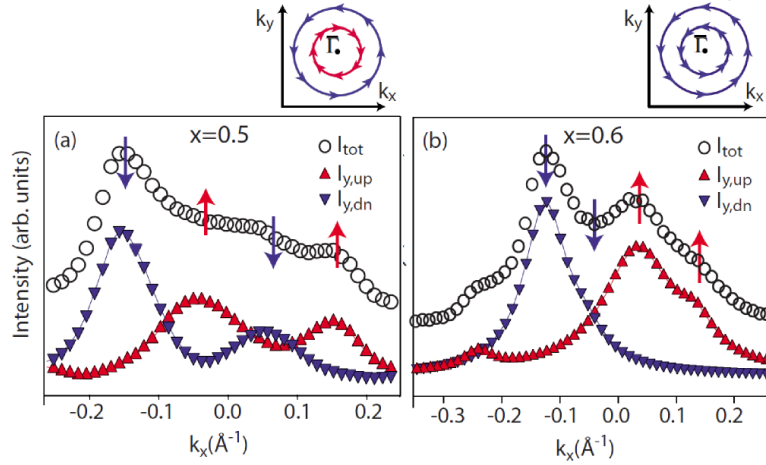 k_y
Γ̄
k_x
k_y
Γ̄
k_x
(a)
x=0.5
I_tot
I_y,up
I_y,dn
(b)
x=0.6
I_tot
I_y,up
I_y,dn
Intensity (arb. units)
-0.2 -0.1 0.0 0.1 0.2
k_x(Å⁻¹)
-0.3 -0.2 -0.1 0.0 0.1 0.2
k_x(Å⁻¹)